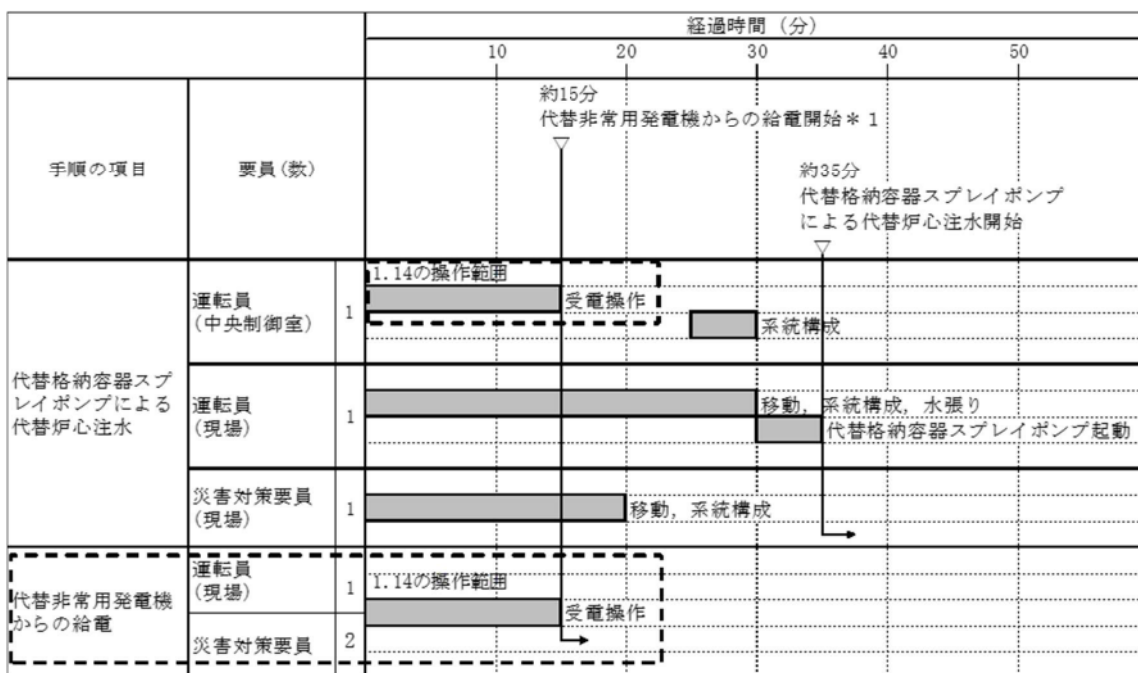 経過時間（分）
10 20 30 40 50
手順の項目
要員(数)
約15分
代替非常用発電機からの給電開始＊1
▽
約35分
代替格納容器スプレイポンプ
による代替炉心注水開始
▽
代替格納容器スプ
レイポンプによる
代替炉心注水
運転員
(中央制御室)
1
1.14の操作範囲
受電操作
系統構成
運転員
(現場)
1
移動，系統構成，水張り
代替格納容器スプレイポンプ起動
災害対策要員
(現場)
1
移動，系統構成
代替非常用発電機
からの給電
運転員
(現場)
1
災害対策要員
2
1.14の操作範囲
受電操作